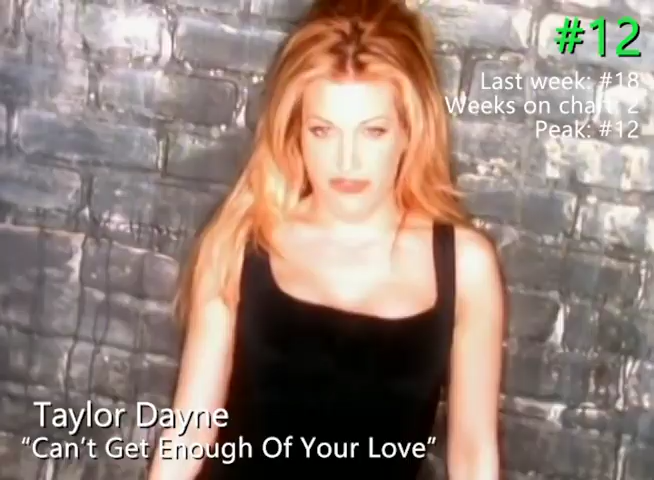 #12
Last week: #18
Weeks on chart: 2
Peak: #12
Taylor Dayne
“Can’t Get Enough Of Your Love”